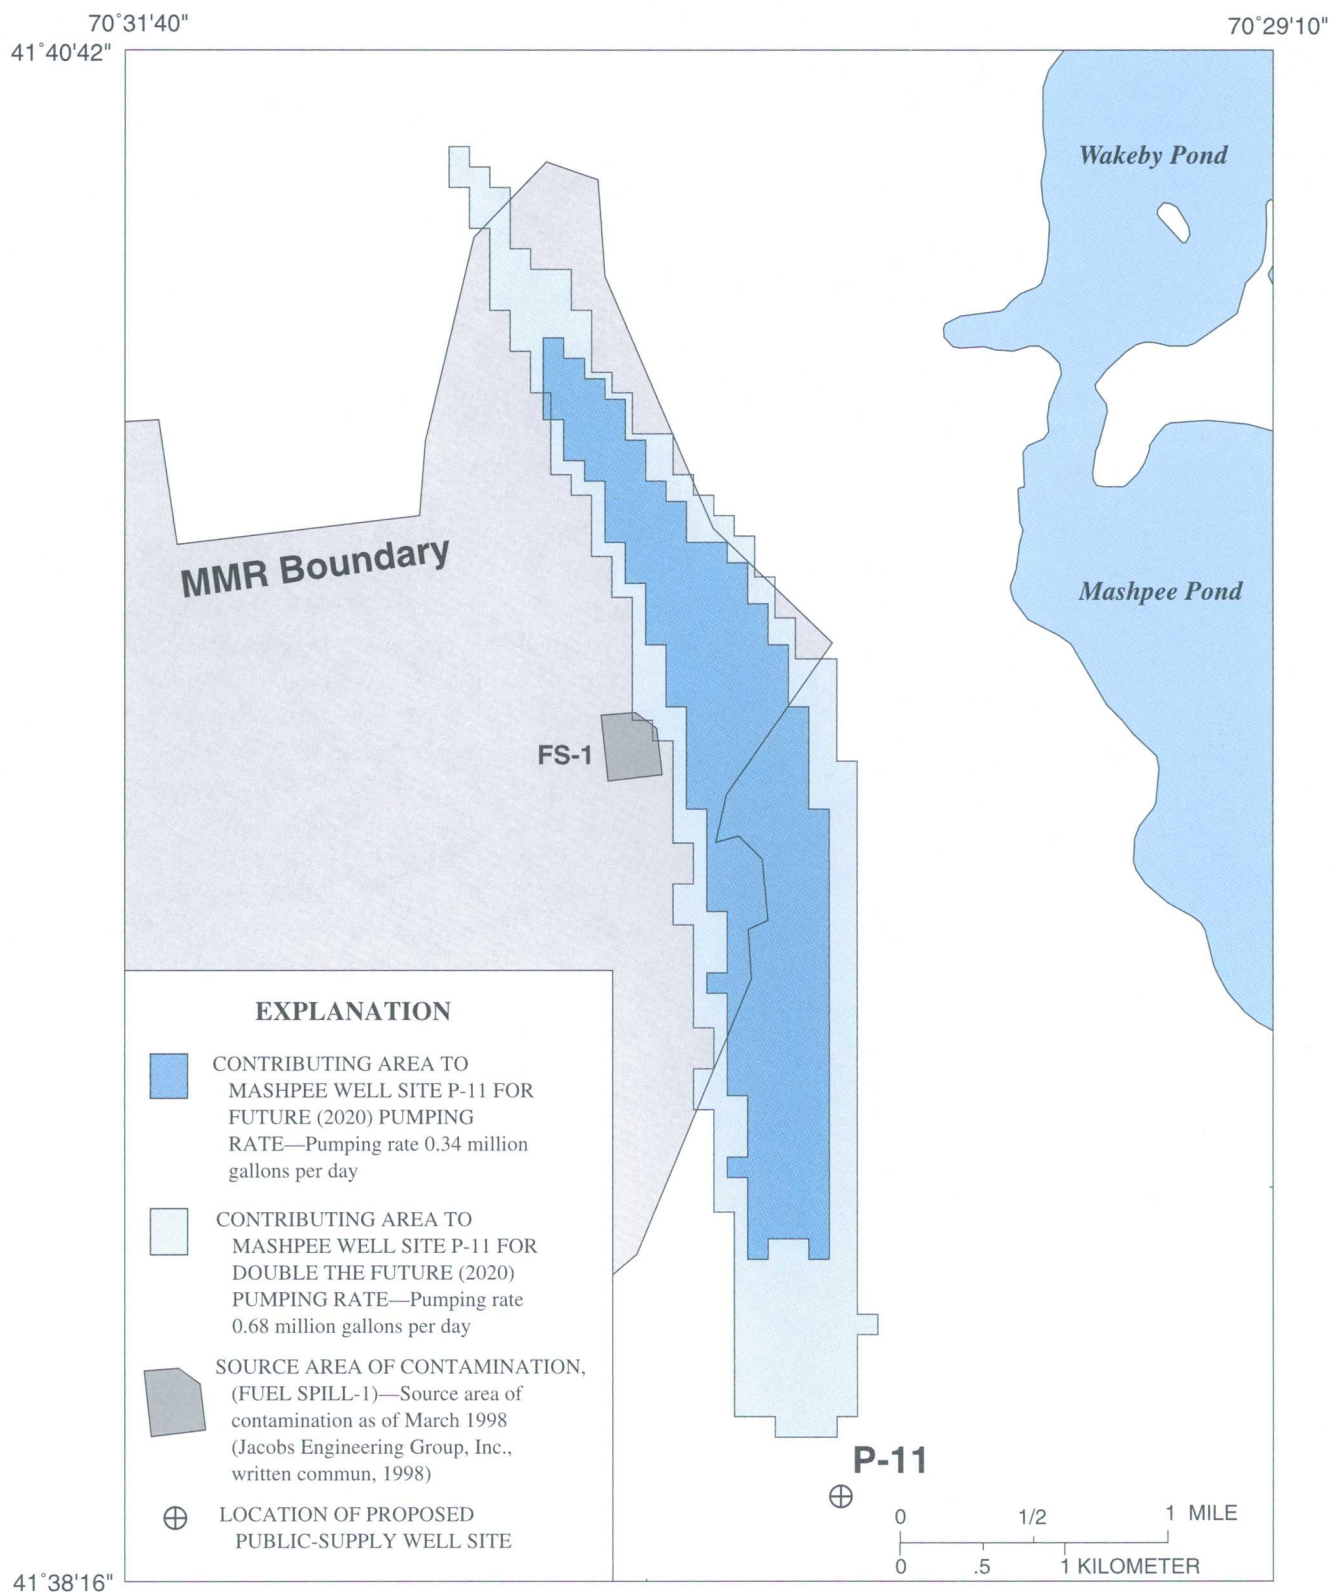 70°31'40"
70°29'10"
41°40'42"
Wakeby Pond
MMR Boundary
Mashpee Pond
FS-1
EXPLANATION
CONTRIBUTING AREA TO
MASHPEE WELL SITE P-11 FOR
FUTURE (2020) PUMPING
RATE—Pumping rate 0.34 million
gallons per day
CONTRIBUTING AREA TO
MASHPEE WELL SITE P-11 FOR
DOUBLE THE FUTURE (2020)
PUMPING RATE—Pumping rate
0.68 million gallons per day
SOURCE AREA OF CONTAMINATION,
(FUEL SPILL-1)—Source area of
contamination as of March 1998
(Jacobs Engineering Group, Inc.,
written commun, 1998)
LOCATION OF PROPOSED
PUBLIC-SUPPLY WELL SITE
P-11
0 1/2 1 MILE
0 .5 1 KILOMETER
41°38'16"